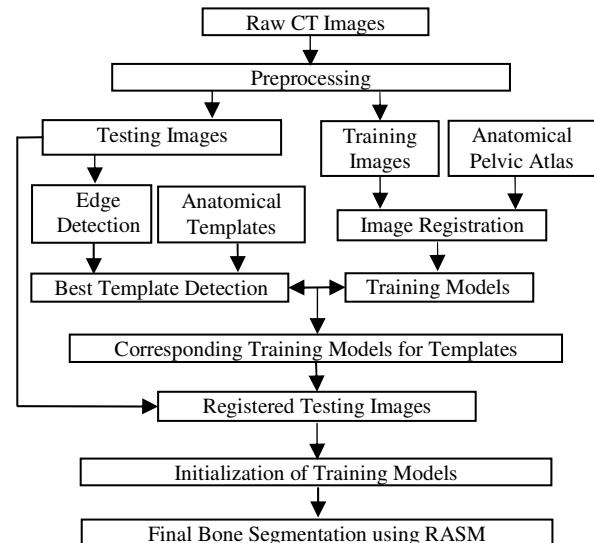 Raw CT Images
Preprocessing
Testing Images
Training
Images
Anatomical
Pelvic Atlas
Edge
Detection
Anatomical
Templates
Image Registration
Best Template Detection
Training Models
Corresponding Training Models for Templates
Registered Testing Images
Initialization of Training Models
Final Bone Segmentation using RASM